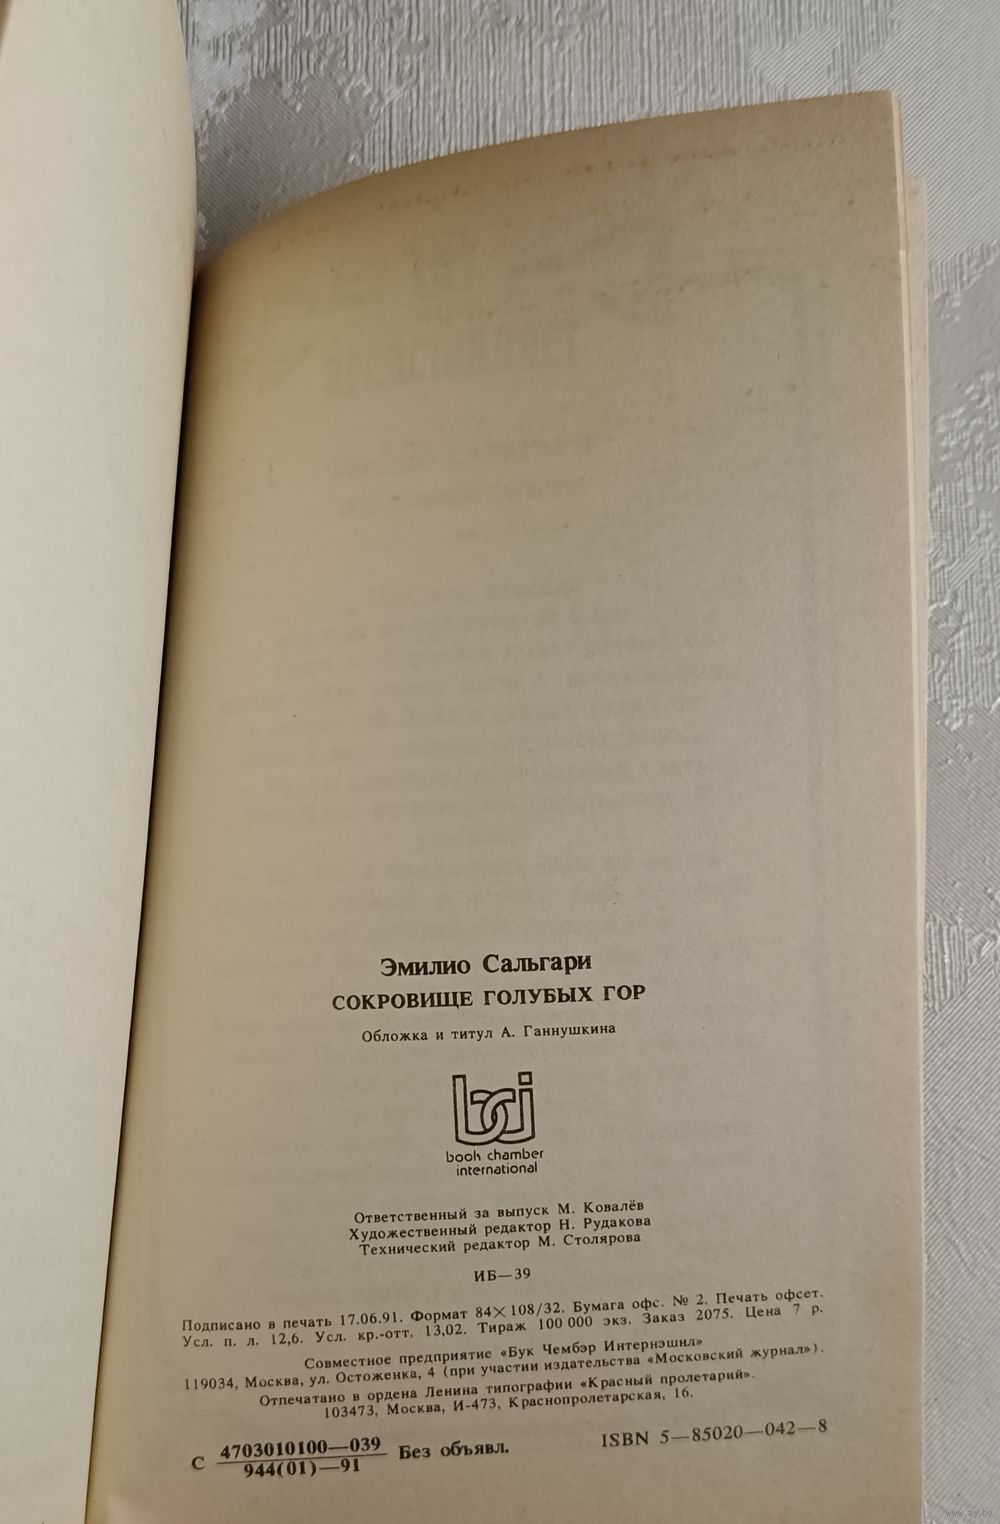 Эмилио Сальгари
СОКРОВИЩЕ ГОЛУБЫХ ГОР
Обложка и титул А. Ганнушкина
bci
book chamber
international
Ответственный за выпуск М. Ковалёв
Художественный редактор Н. Рудакова
Технический редактор М. Столярова
ИБ—39
Подписано в печать 17.06.91. Формат 84×108/32. Бумага офс. № 2. Печать офсет.
Усл. п. л. 12,6. Усл. кр.-отт. 13,02. Тираж 100 000 экз. Заказ 2075. Цена 7 р.
Совместное предприятие «Бук Чембэр Интернэшнл»
119034, Москва, ул. Остоженка, 4 (при участии издательства «Московский журнал»).
Отпечатано в ордена Ленина типографии «Красный пролетарий».
103473, Москва, И-473, Краснопролетарская, 16.
С 4703010100—039 Без объявл.
944(01)—91
ISBN 5—85020—042—8
www.ay.by